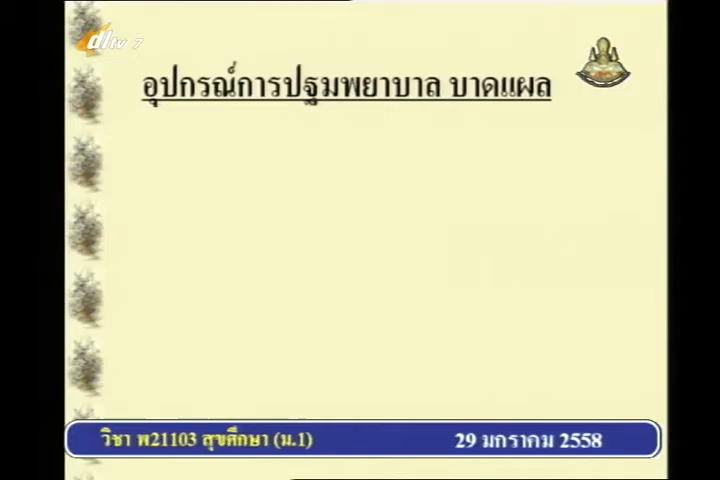 dltv 7
อุปกรณ์การปฐมพยาบาล บาดแผล
วิชา พ21103 สุขศึกษา (ม.1)
29 มกราคม 2558